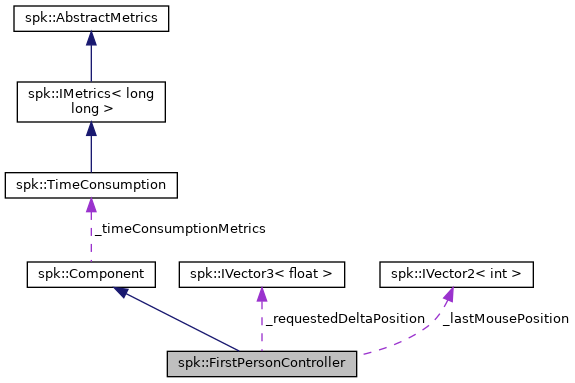 spk::AbstractMetrics
spk::IMetrics< long
long >
spk::TimeConsumption
_timeConsumptionMetrics
spk::Component
spk::IVector3< float >
spk::IVector2< int >
_requestedDeltaPosition
_lastMousePosition
spk::FirstPersonController